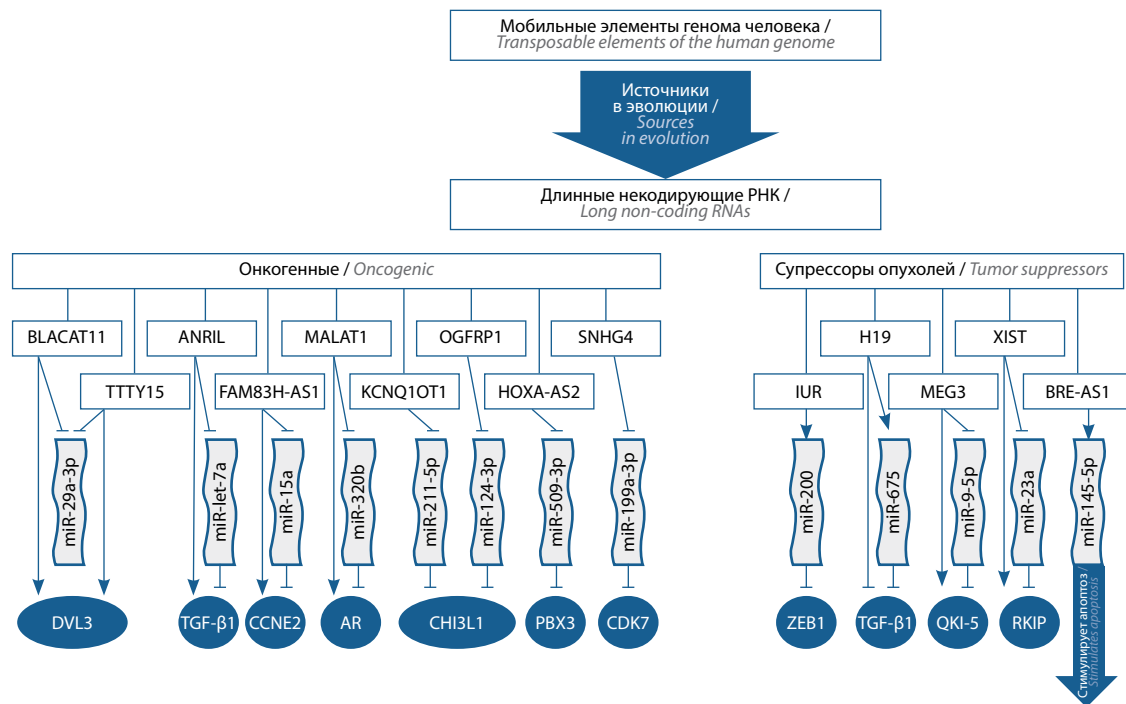 Мобильные элементы генома человека /
Transposable elements of the human genome
Источники
в эволюции /
Sources
in evolution
Длинные некодирующие РНК /
Long non-coding RNAs
Онкогенные / Oncogenic
Супрессоры опухолей / Tumor suppressors
BLACAT11
ANRIL
MALAT1
OGFRP1
SNHG4
H19
XIST
TTTY15
FAM83H-AS1
KCNQ1OT1
HOXA-AS2
IUR
MEG3
BRE-AS1
miR-29a-3p
miR-let-7a
miR-15a
miR-320b
miR-211-5p
miR-124-3p
miR-509-3p
miR-199a-3p
miR-200
miR-675
miR-9-5p
miR-23a
miR-145-5p
DVL3
TGF-β1
CCNE2
AR
CHI3L1
PBX3
CDK7
ZEB1
TGF-β1
QKI-5
RKIP
Стимулирует апоптоз /
Stimulates apoptosis